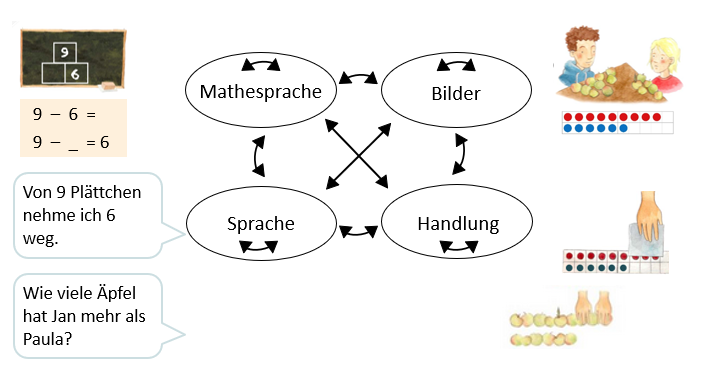 9
6
9 – 6 =
9 – _ = 6
Mathesprache
Bilder
Von 9 Plättchen
nehme ich 6
weg.
Sprache
Handlung
Wie viele Äpfel
hat Jan mehr als
Paula?